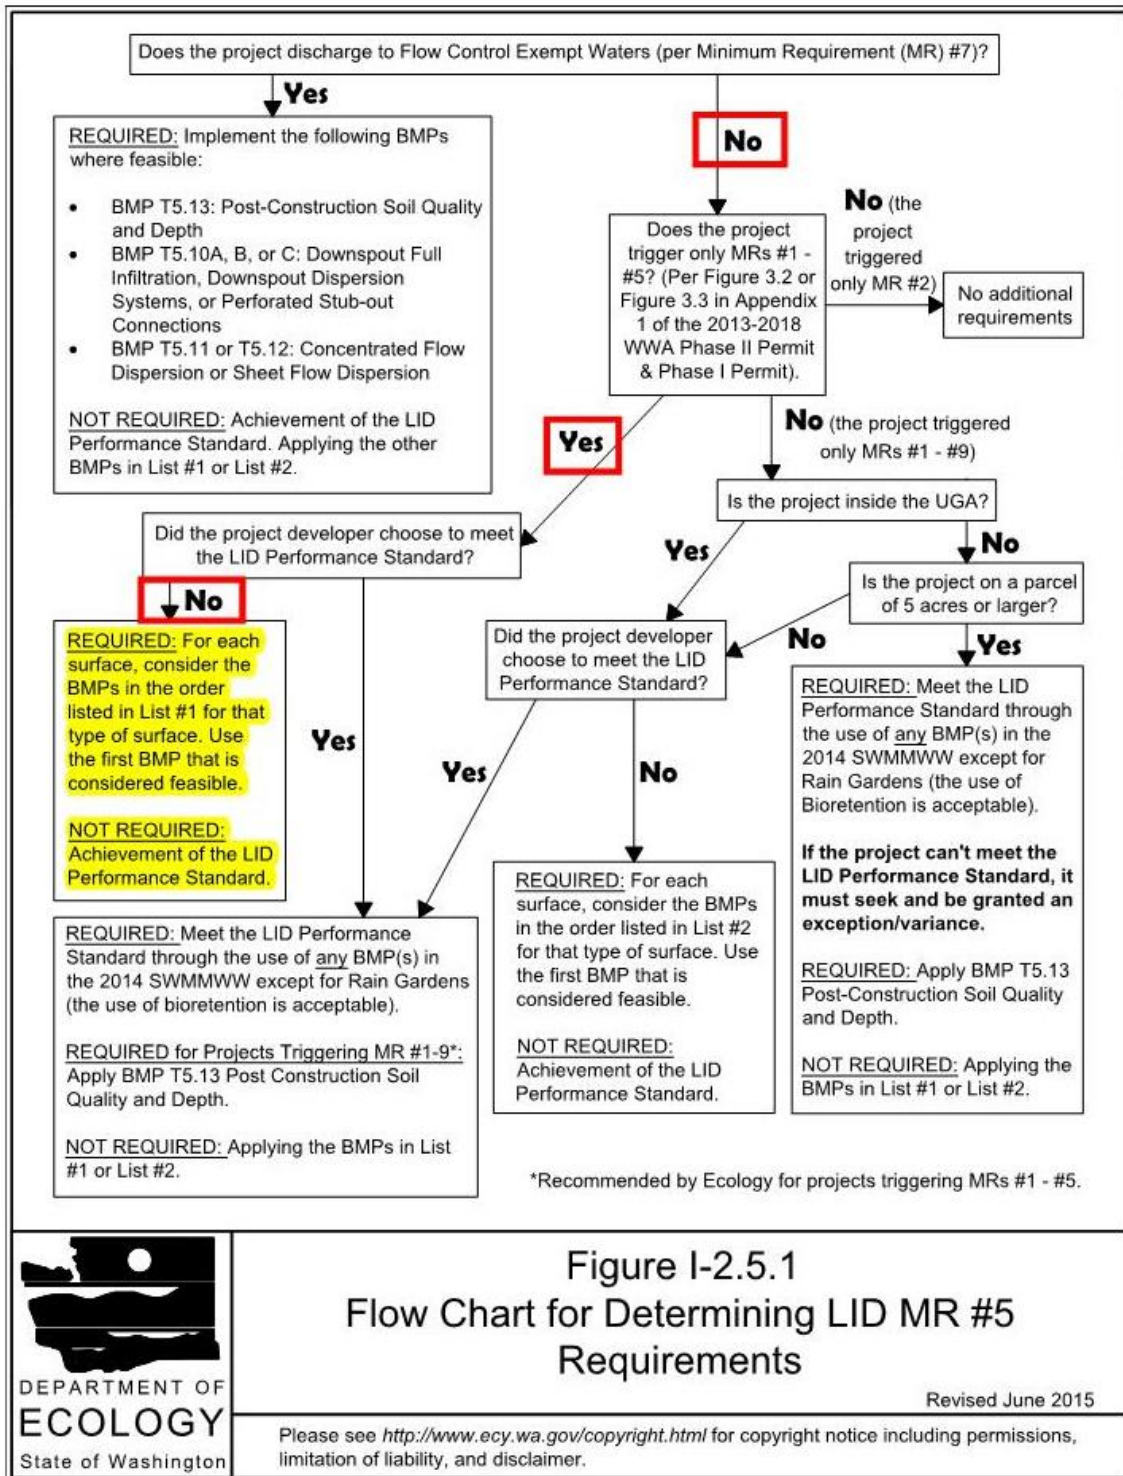 Does the project discharge to Flow Control Exempt Waters (per Minimum Requirement (MR) #7)?
Yes
No
REQUIRED: Implement the following BMPs
where feasible:
• BMP T5.13: Post-Construction Soil Quality
and Depth
• BMP T5.10A, B, or C: Downspout Full
Infiltration, Downspout Dispersion
Systems, or Perforated Stub-out
Connections
• BMP T5.11 or T5.12: Concentrated Flow
Dispersion or Sheet Flow Dispersion
NOT REQUIRED: Achievement of the LID
Performance Standard. Applying the other
BMPs in List #1 or List #2.
Does the project
trigger only MRs #1 -
#5? (Per Figure 3.2 or
Figure 3.3 in Appendix
1 of the 2013-2018
WWA Phase II Permit
& Phase I Permit).
No (the
project
triggered
only MR #2)
No additional
requirements
Yes
No (the project triggered
only MRs #1 - #9)
Is the project inside the UGA?
Did the project developer choose to meet
the LID Performance Standard?
Yes
No
Is the project on a parcel
of 5 acres or larger?
No
REQUIRED: For each
surface, consider the
BMPs in the order
listed in List #1 for that
type of surface. Use
the first BMP that is
considered feasible.
NOT REQUIRED:
Achievement of the LID
Performance Standard.
Yes
Did the project developer
choose to meet the LID
Performance Standard?
No
Yes
Yes
No
REQUIRED: Meet the LID
Performance Standard through
the use of any BMP(s) in the
2014 SWMMWW except for
Rain Gardens (the use of
Bioretention is acceptable).
If the project can't meet the
LID Performance Standard, it
must seek and be granted an
exception/variance.
REQUIRED: Apply BMP T5.13
Post-Construction Soil Quality
and Depth.
NOT REQUIRED: Applying the
BMPs in List #1 or List #2.
REQUIRED: For each
surface, consider the BMPs
in the order listed in List #2
for that type of surface. Use
the first BMP that is
considered feasible.
NOT REQUIRED:
Achievement of the LID
Performance Standard.
REQUIRED: Meet the LID Performance
Standard through the use of any BMP(s) in
the 2014 SWMMWW except for Rain Gardens
(the use of bioretention is acceptable).
REQUIRED for Projects Triggering MR #1-9*:
Apply BMP T5.13 Post Construction Soil
Quality and Depth.
NOT REQUIRED: Applying the BMPs in List
#1 or List #2.
*Recommended by Ecology for projects triggering MRs #1 - #5.
DEPARTMENT OF
ECOLOGY
State of Washington
Figure I-2.5.1
Flow Chart for Determining LID MR #5
Requirements
Revised June 2015
Please see http://www.ecy.wa.gov/copyright.html for copyright notice including permissions,
limitation of liability, and disclaimer.